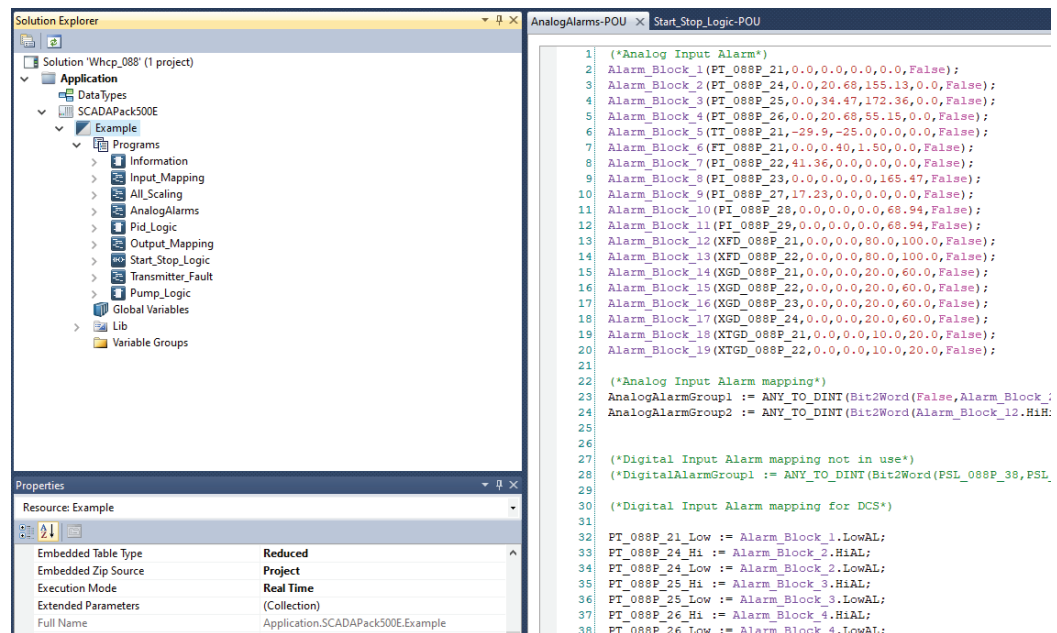 Solution Explorer
Solution 'Whcp_088' (1 project)
Application
DataTypes
SCADAPack500E
Example
Programs
Information
Input_Mapping
All_Scaling
AnalogAlarms
Pid_Logic
Output_Mapping
Start_Stop_Logic
Transmitter_Fault
Pump_Logic
Global Variables
Lib
Variable Groups
Properties
Resource: Example
Embedded Table Type Reduced
Embedded Zip Source Project
Execution Mode Real Time
Extended Parameters (Collection)
Full Name Application.SCADAPack500E.Example
AnalogAlarms-POU Start_Stop_Logic-POU
1 (*Analog Input Alarm*)
2 Alarm_Block_1(PT_088P_21,0.0,0.0,0.0,0.0,False);
3 Alarm_Block_2(PT_088P_24,0.0,20.68,155.13,0.0,False);
4 Alarm_Block_3(PT_088P_25,0.0,34.47,172.36,0.0,False);
5 Alarm_Block_4(PT_088P_26,0.0,20.68,55.15,0.0,False);
6 Alarm_Block_5(TT_088P_21,-29.9,-25.0,0.0,0.0,False);
7 Alarm_Block_6(FT_088P_21,0.0,0.40,1.50,0.0,False);
8 Alarm_Block_7(PI_088P_22,41.36,0.0,0.0,0.0,False);
9 Alarm_Block_8(PI_088P_23,0.0,0.0,0.0,165.47,False);
10 Alarm_Block_9(PI_088P_27,17.23,0.0,0.0,0.0,False);
11 Alarm_Block_10(PI_088P_28,0.0,0.0,0.0,68.94,False);
12 Alarm_Block_11(PI_088P_29,0.0,0.0,0.0,68.94,False);
13 Alarm_Block_12(XFD_088P_21,0.0,0.0,80.0,100.0,False);
14 Alarm_Block_13(XFD_088P_22,0.0,0.0,80.0,100.0,False);
15 Alarm_Block_14(XGD_088P_21,0.0,0.0,20.0,60.0,False);
16 Alarm_Block_15(XGD_088P_22,0.0,0.0,20.0,60.0,False);
17 Alarm_Block_16(XGD_088P_23,0.0,0.0,20.0,60.0,False);
18 Alarm_Block_17(XGD_088P_24,0.0,0.0,20.0,60.0,False);
19 Alarm_Block_18(XTGD_088P_21,0.0,0.0,10.0,20.0,False);
20 Alarm_Block_19(XTGD_088P_22,0.0,0.0,10.0,20.0,False);
21
22 (*Analog Input Alarm mapping*)
23 AnalogAlarmGroup1 := ANY_TO_DINT(Bit2Word(False,Alarm_Block_2
24 AnalogAlarmGroup2 := ANY_TO_DINT(Bit2Word(Alarm_Block_12.HiHi
25
26
27 (*Digital Input Alarm mapping not in use*)
28 (*DigitalAlarmGroup1 := ANY_TO_DINT(Bit2Word(PSL_088P_38,PSL_
29
30 (*Digital Input Alarm mapping for DCS*)
31
32 PT_088P_21_Low := Alarm_Block_1.LowAL;
33 PT_088P_24_Hi := Alarm_Block_2.HiAL;
34 PT_088P_24_Low := Alarm_Block_2.LowAL;
35 PT_088P_25_Hi := Alarm_Block_3.HiAL;
36 PT_088P_25_Low := Alarm_Block_3.LowAL;
37 PT_088P_26_Hi := Alarm_Block_4.HiAL;
38 PT_088P_26_Low := Alarm_Block_4.LowAL;